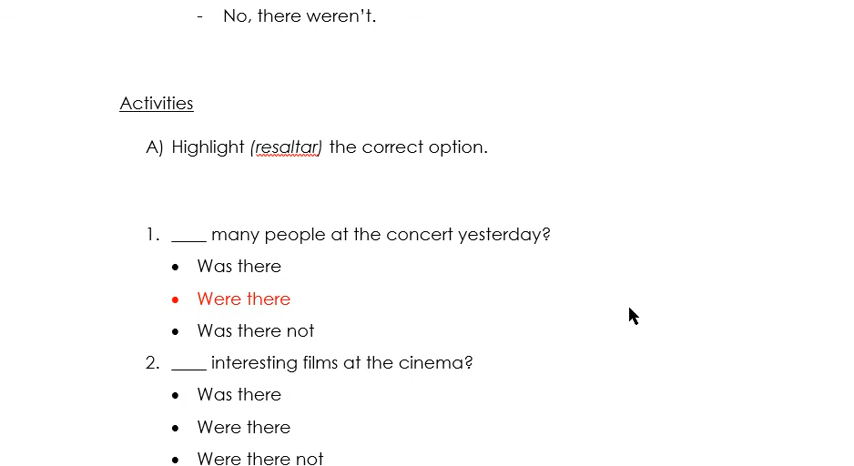 - No, there weren't.
Activities
A) Highlight (resaltar) the correct option.
1. ____ many people at the concert yesterday?
• Was there
• Were there
• Was there not
2. ____ interesting films at the cinema?
• Was there
• Were there
• Were there not